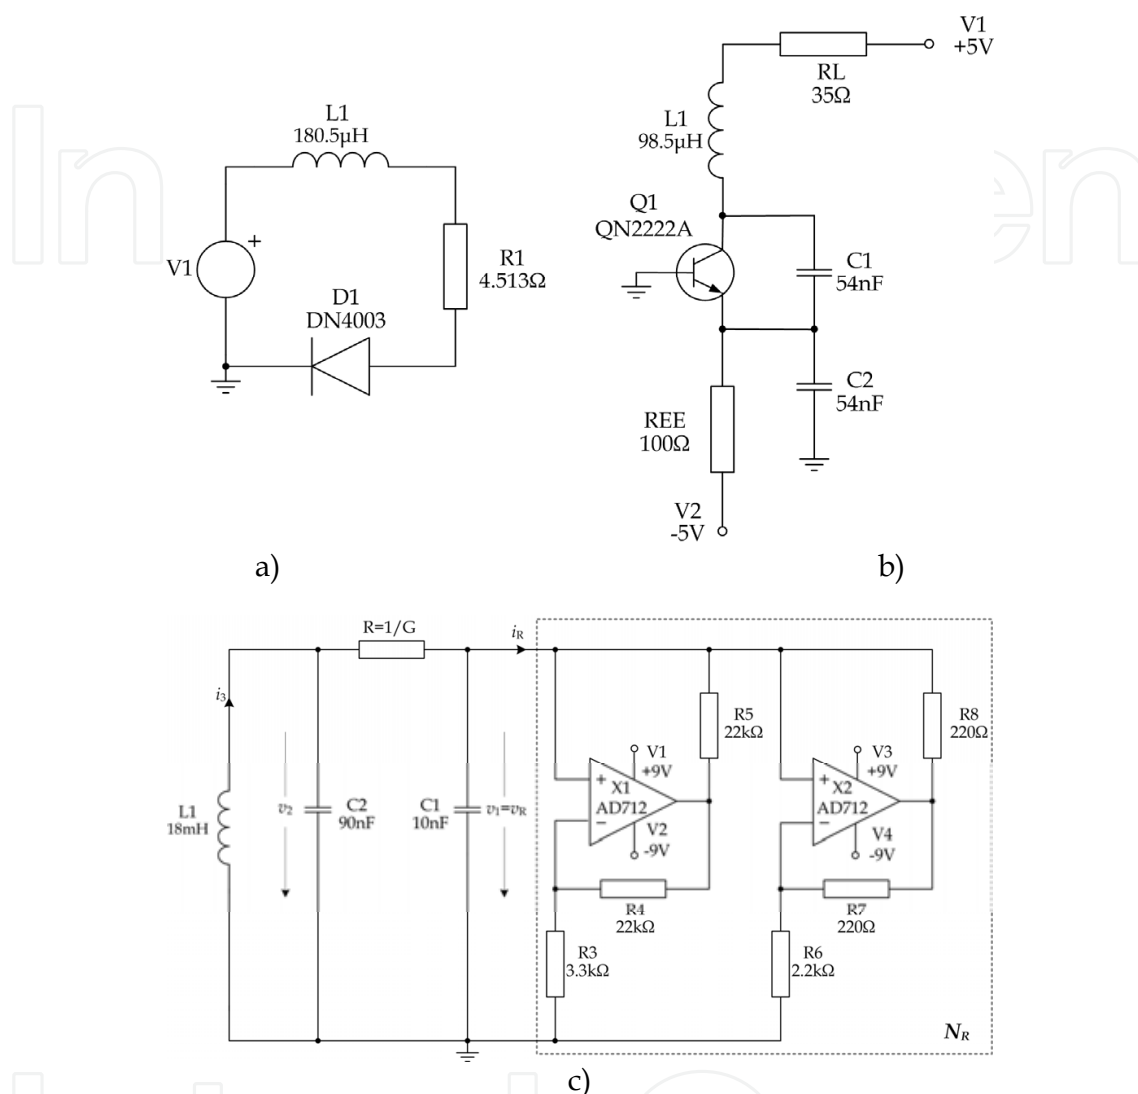 L1
180.5µH
V1
+
R1
4.513Ω
D1
DN4003
a)
V1
+5V
RL
35Ω
L1
98.5µH
Q1
QN2222A
C1
54nF
C2
54nF
REE
100Ω
V2
-5V
b)
R=1/G
iR
i3
L1
18mH
v2
C2
90nF
C1
10nF
v1=vR
+
X1
AD712
−
V1
+9V
V2
-9V
R5
22kΩ
R4
22kΩ
R3
3.3kΩ
+
X2
AD712
−
V3
+9V
V4
-9V
R8
220Ω
R7
220Ω
R6
2.2kΩ
NR
c)
In
en